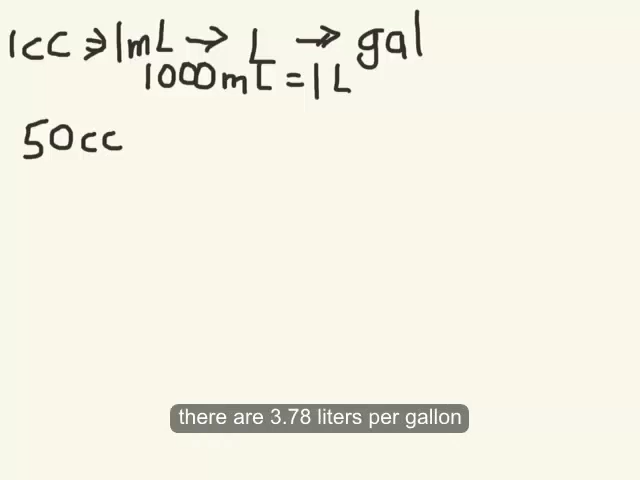 1cc → 1mL → L → gal
1000mL = 1L
50cc
there are 3.78 liters per gallon